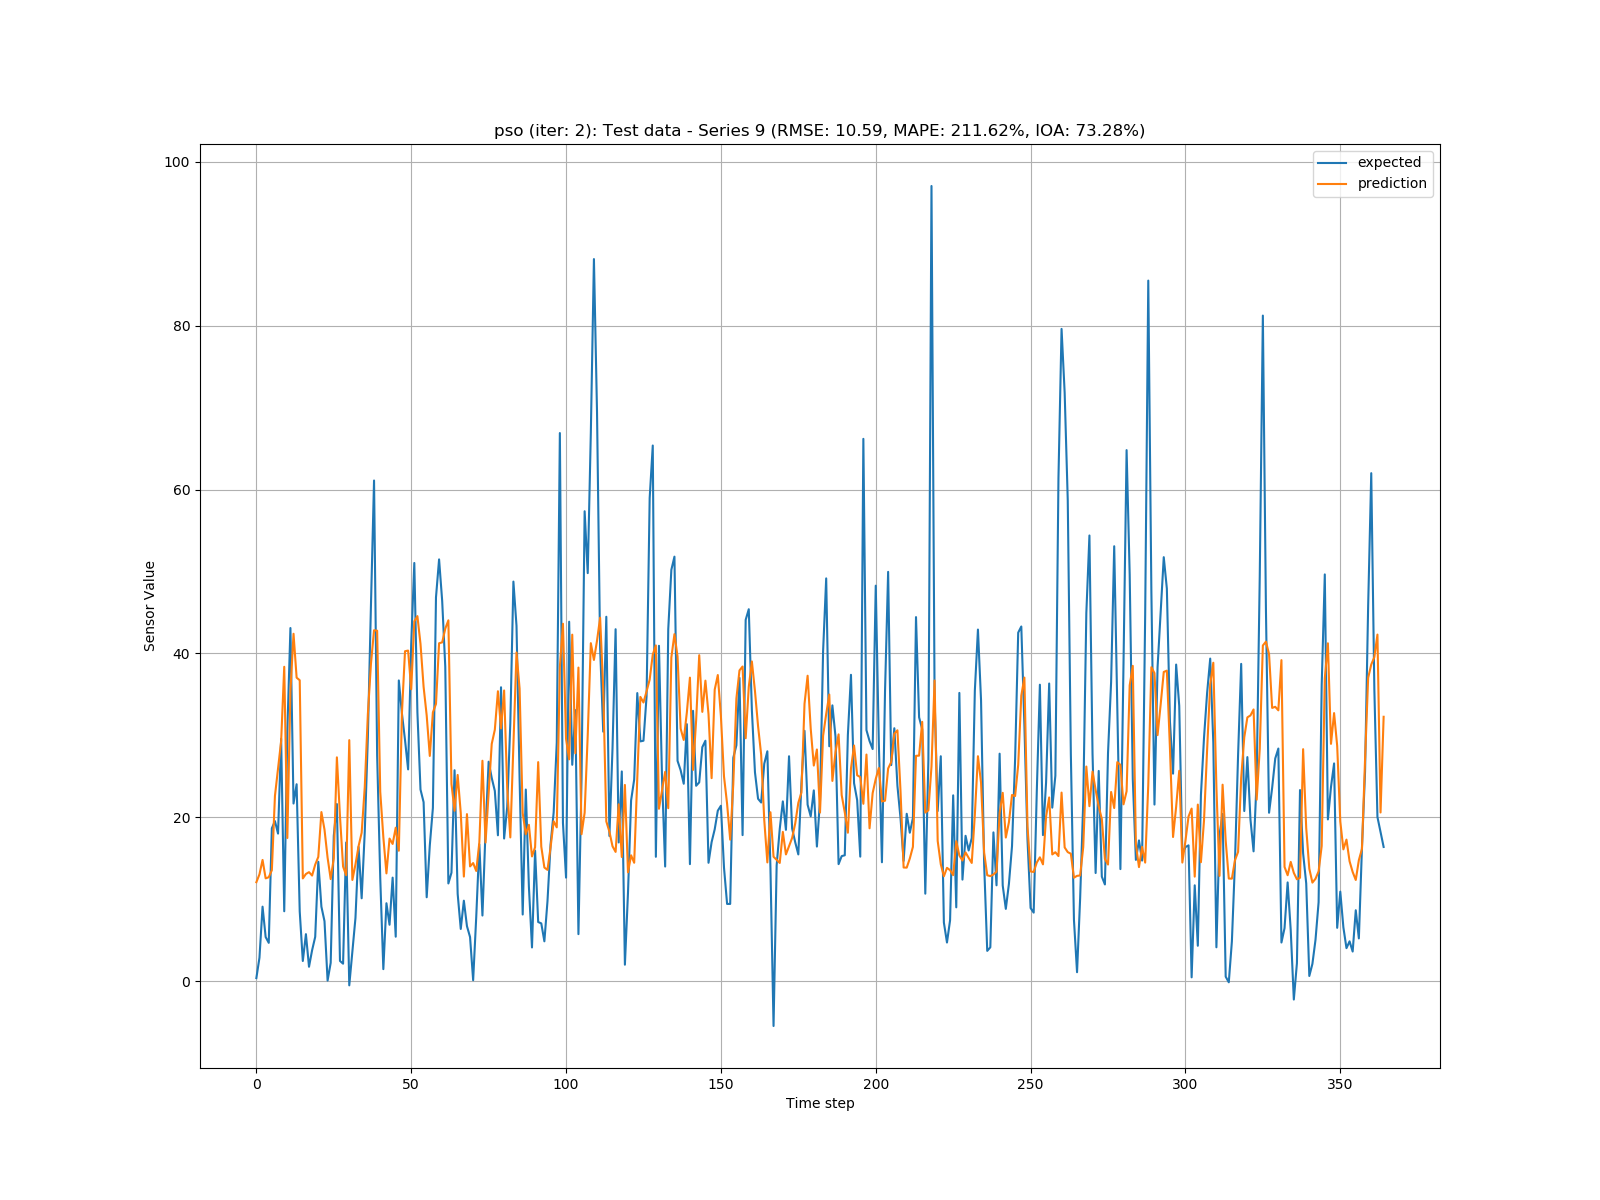 pso (iter: 2): Test data - Series 9 (RMSE: 10.59, MAPE: 211.62%, IOA: 73.28%)
expected
prediction
100
80
60
40
20
0
Sensor Value
0 50 100 150 200 250 300 350
Time step